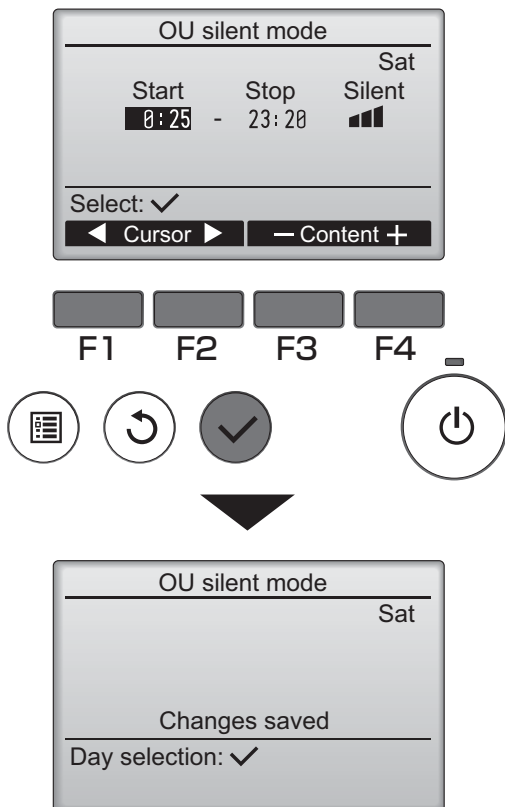 OU silent mode
Sat
Start Stop Silent
0:25 - 23:20
Select: ✓
◀ Cursor ▶ − Content +
F1 F2 F3 F4
OU silent mode
Sat
Changes saved
Day selection: ✓